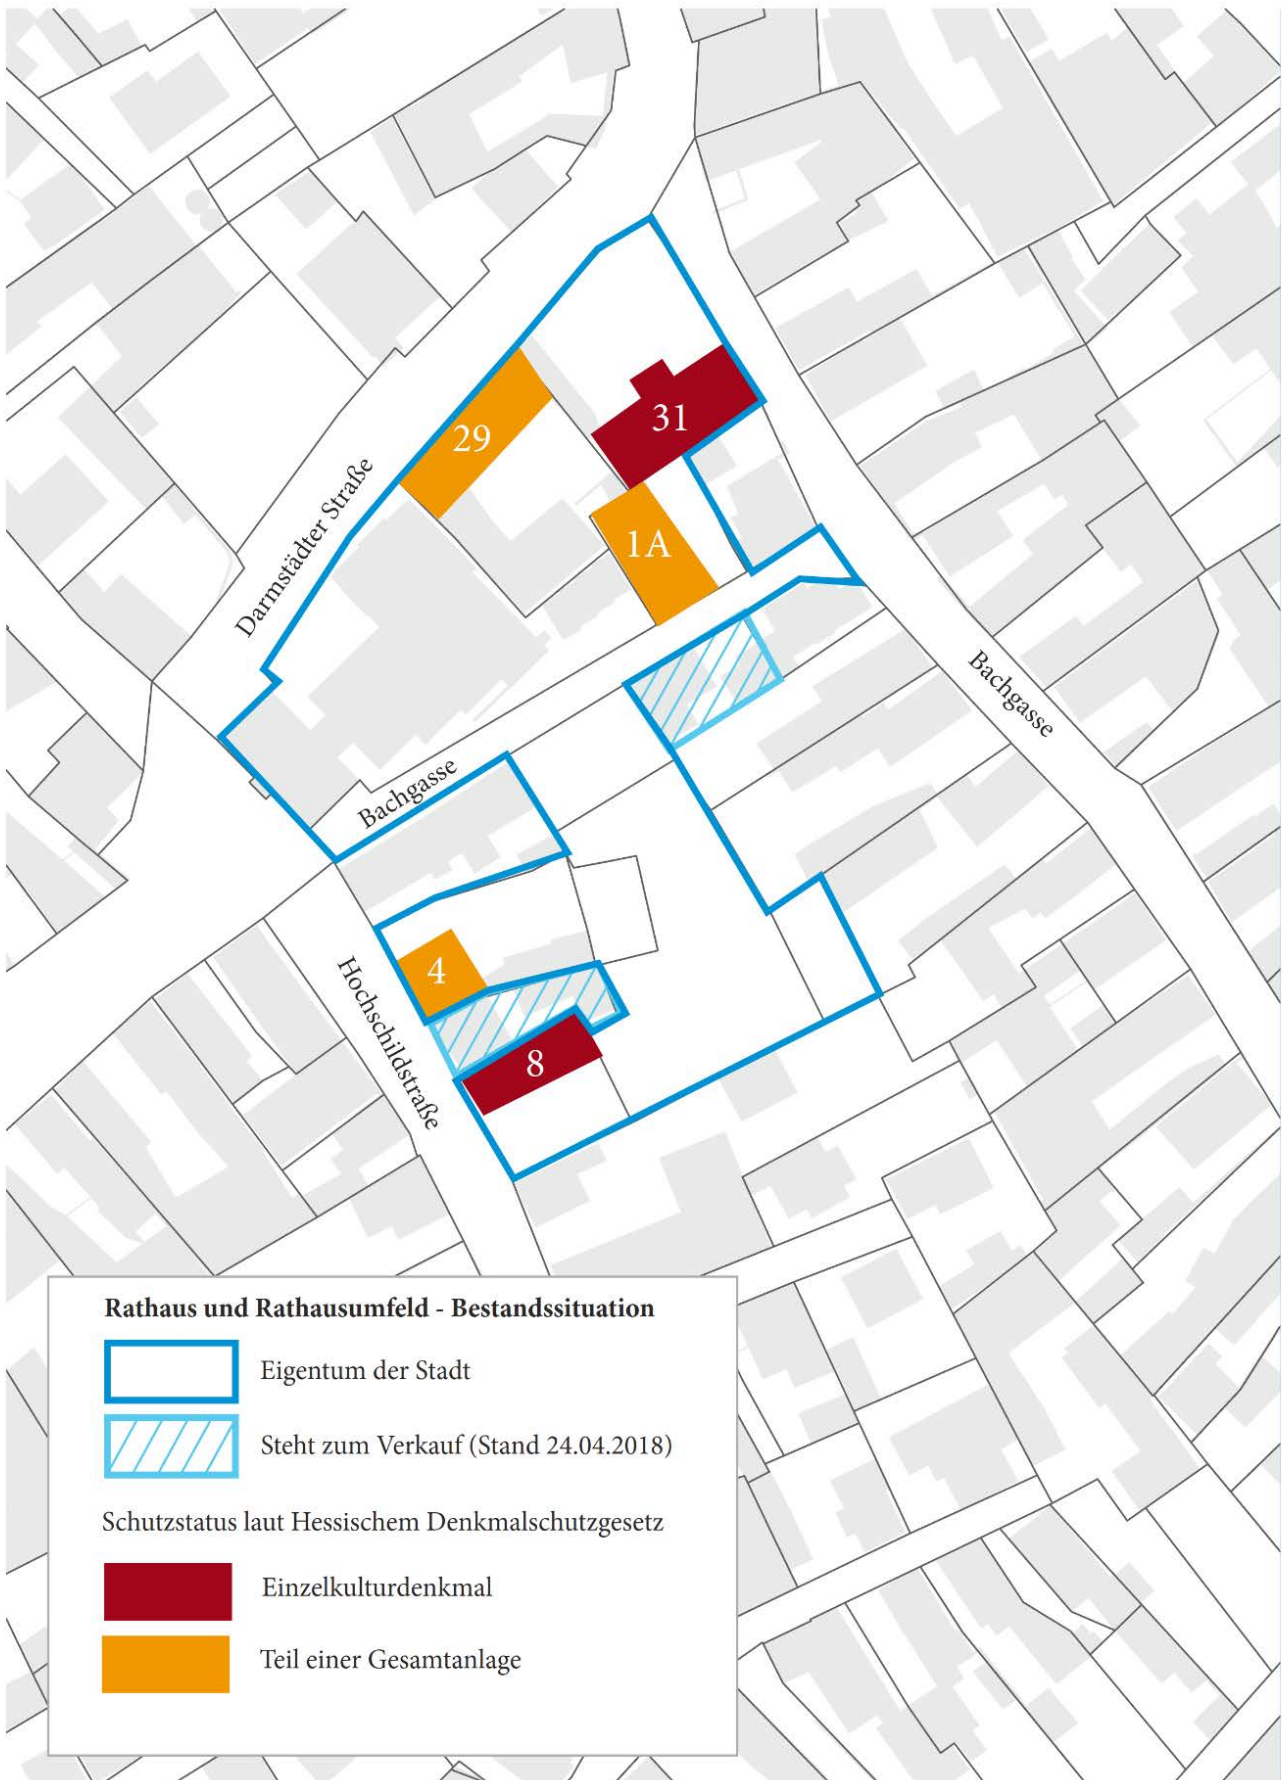 31
29
1A
Darmstädter Straße
Bachgasse
Bachgasse
4
8
Hochschildstraße
Rathaus und Rathausumfeld - Bestandssituation
Eigentum der Stadt
Steht zum Verkauf (Stand 24.04.2018)
Schutzstatus laut Hessischem Denkmalschutzgesetz
Einzelkulturdenkmal
Teil einer Gesamtanlage